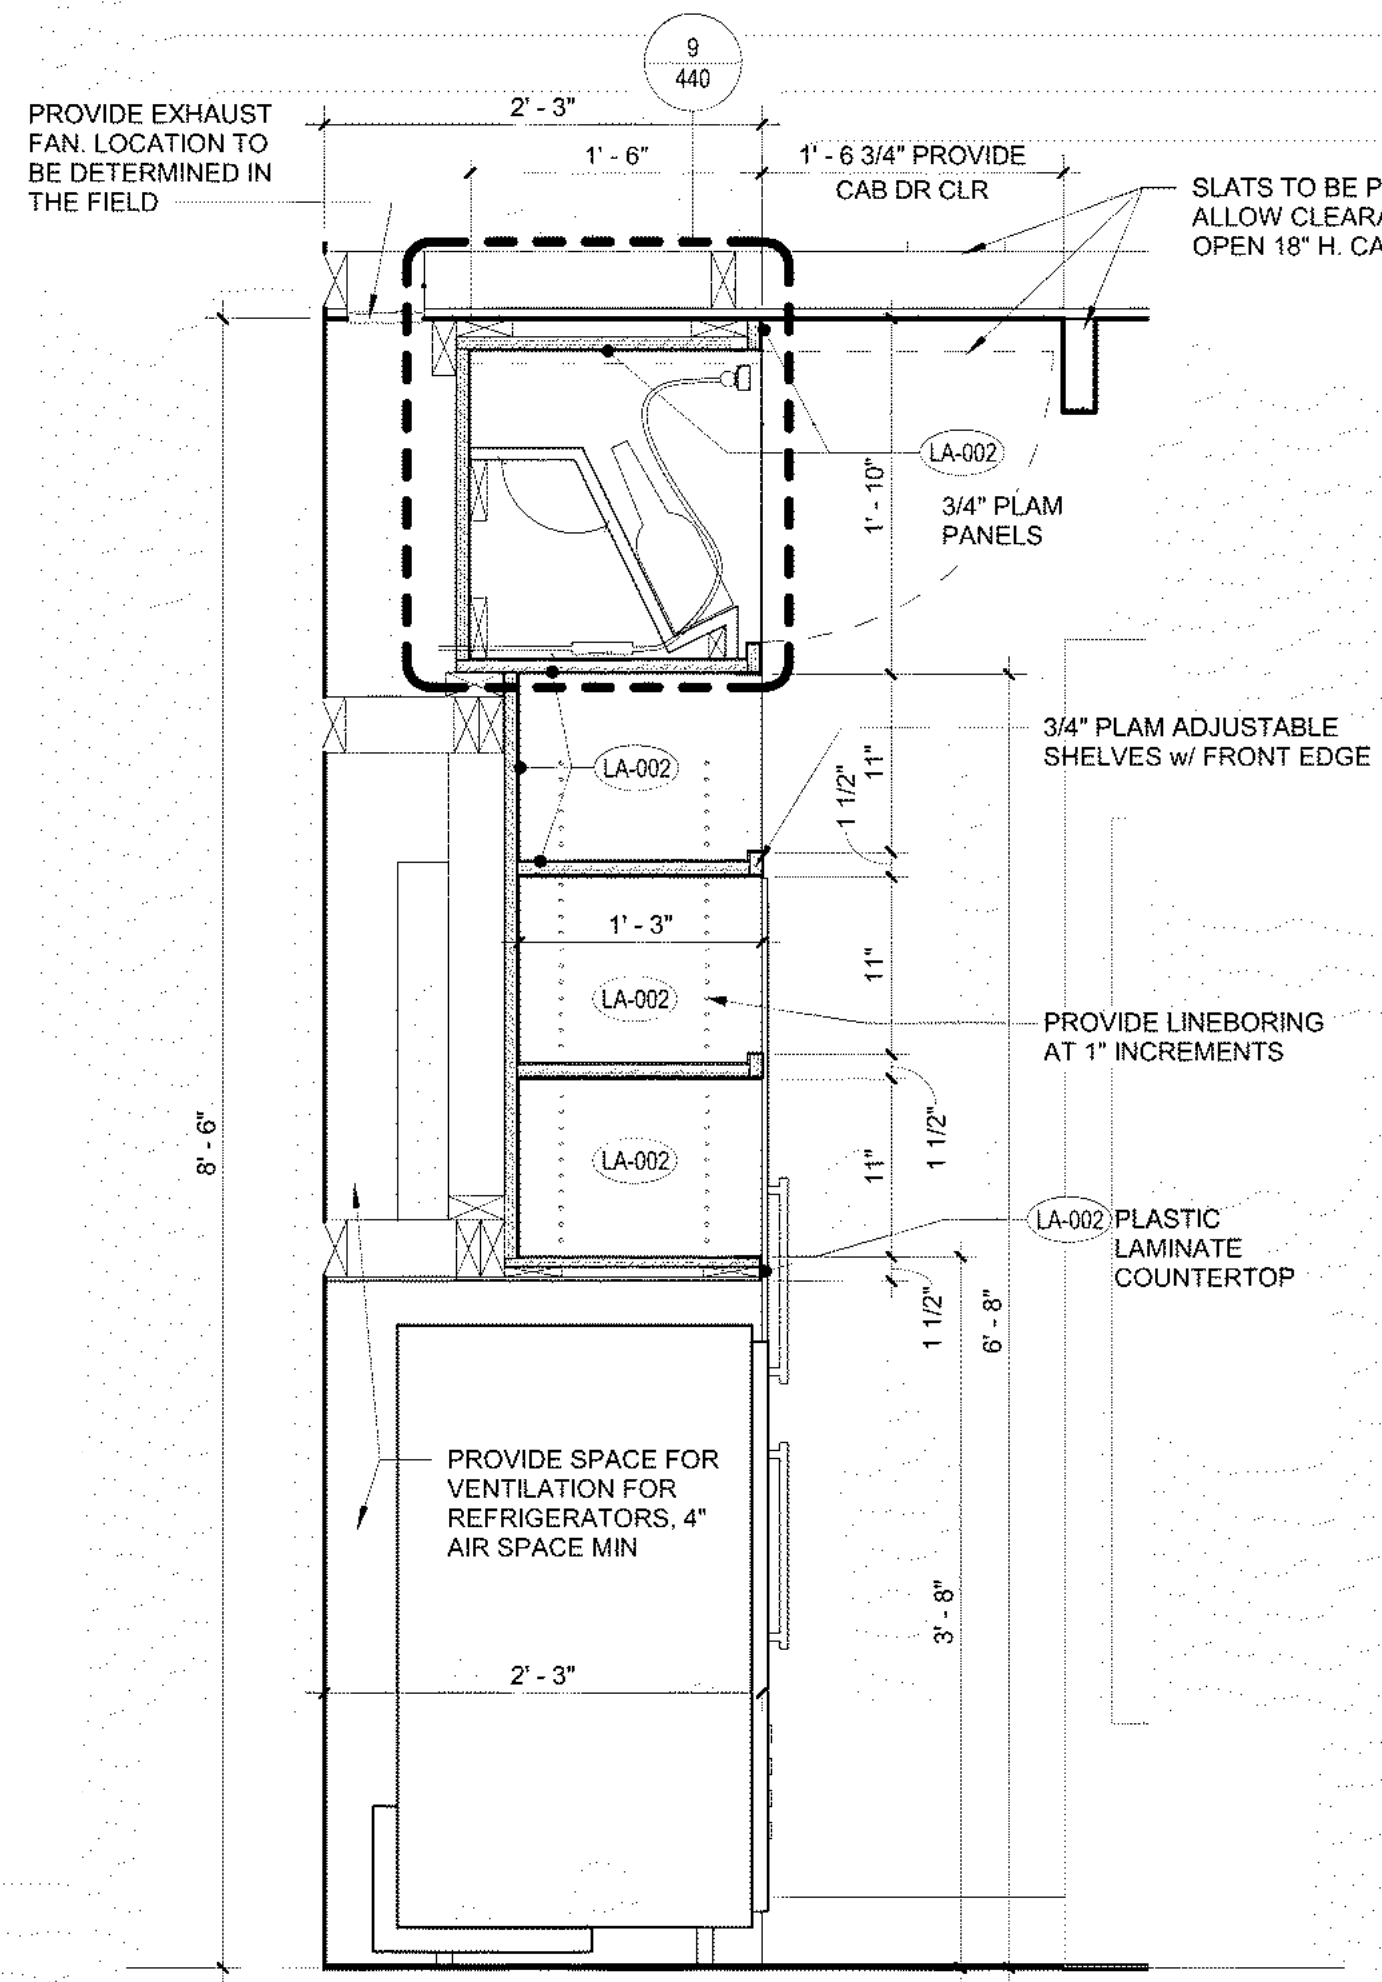 9
440
PROVIDE EXHAUST
FAN. LOCATION TO
BE DETERMINED IN
THE FIELD
2' - 3"
1' - 6"
1' - 6 3/4" PROVIDE
CAB DR CLR
SLATS TO BE P
ALLOW CLEARA
OPEN 18" H. CA
LA-002
1' - 10"
3/4" PLAM
PANELS
3/4" PLAM ADJUSTABLE
SHELVES w/ FRONT EDGE
LA-002
11"
1 1/2"
1' - 3"
11"
LA-002
PROVIDE LINEBORING
AT 1" INCREMENTS
8' - 6"
1 1/2"
LA-002
11"
LA-002 PLASTIC
LAMINATE
COUNTERTOP
1 1/2"
6' - 8"
PROVIDE SPACE FOR
VENTILATION FOR
REFRIGERATORS, 4"
AIR SPACE MIN
3' - 8"
2' - 3"